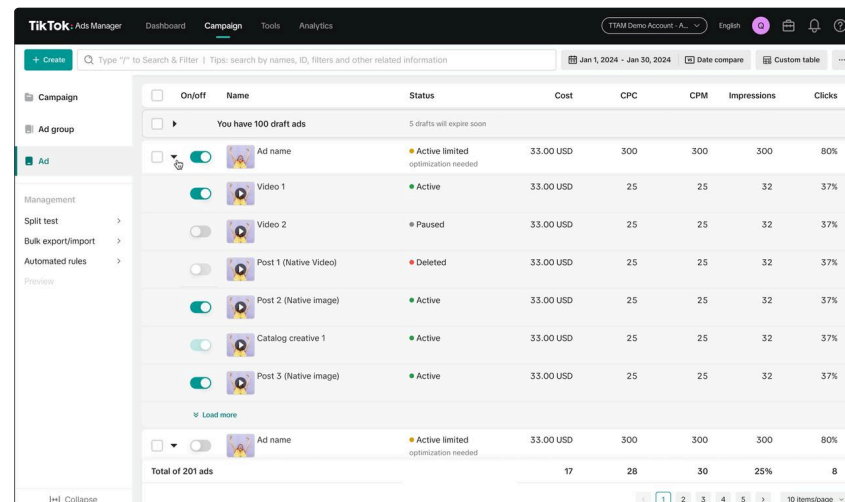 TikTok: Ads Manager Dashboard Campaign Tools Analytics TTAM Demo Account - A... English Q
+ Create Type "/" to Search & Filter | Tips: search by names, ID, filters and other related information Jan 1, 2024 - Jan 30, 2024 Date compare Custom table ...
Campaign
Ad group
Ad
Management
Split test
Bulk export/import
Automated rules
Preview
Collapse
On/off Name Status Cost CPC CPM Impressions Clicks
You have 100 draft ads 5 drafts will expire soon
Ad name Active limited 33.00 USD 300 300 300 80%
optimization needed
Video 1 Active 33.00 USD 25 25 32 37%
Video 2 Paused 33.00 USD 25 25 32 37%
Post 1 (Native Video) Deleted 33.00 USD 25 25 32 37%
Post 2 (Native image) Active 33.00 USD 25 25 32 37%
Catalog creative 1 Active 33.00 USD 25 25 32 37%
Post 3 (Native image) Active 33.00 USD 25 25 32 37%
Load more
Ad name Active limited 33.00 USD 300 300 300 80%
optimization needed
Total of 201 ads 17 28 30 25% 8
1 2 3 4 5 10 items/page